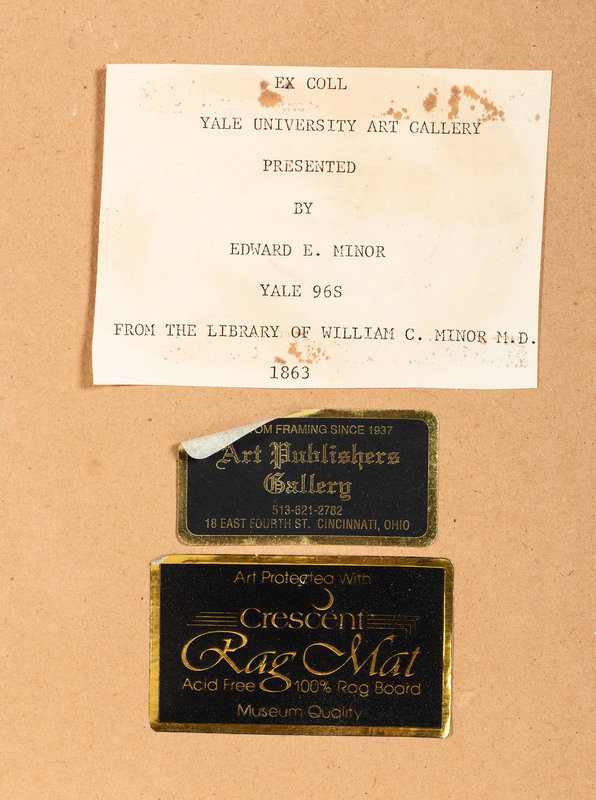 EX COLL
YALE UNIVERSITY ART GALLERY
PRESENTED
BY
EDWARD E. MINOR
YALE 96S
FROM THE LIBRARY OF WILLIAM C. MINOR M.D.
1863
OM FRAMING SINCE 1937
Art Publishers
Gallery
513-621-2782
18 EAST FOURTH ST. CINCINNATI, OHIO
Art Protected With
Crescent
Rag Mat
Acid Free 100% Rag Board
Museum Quality